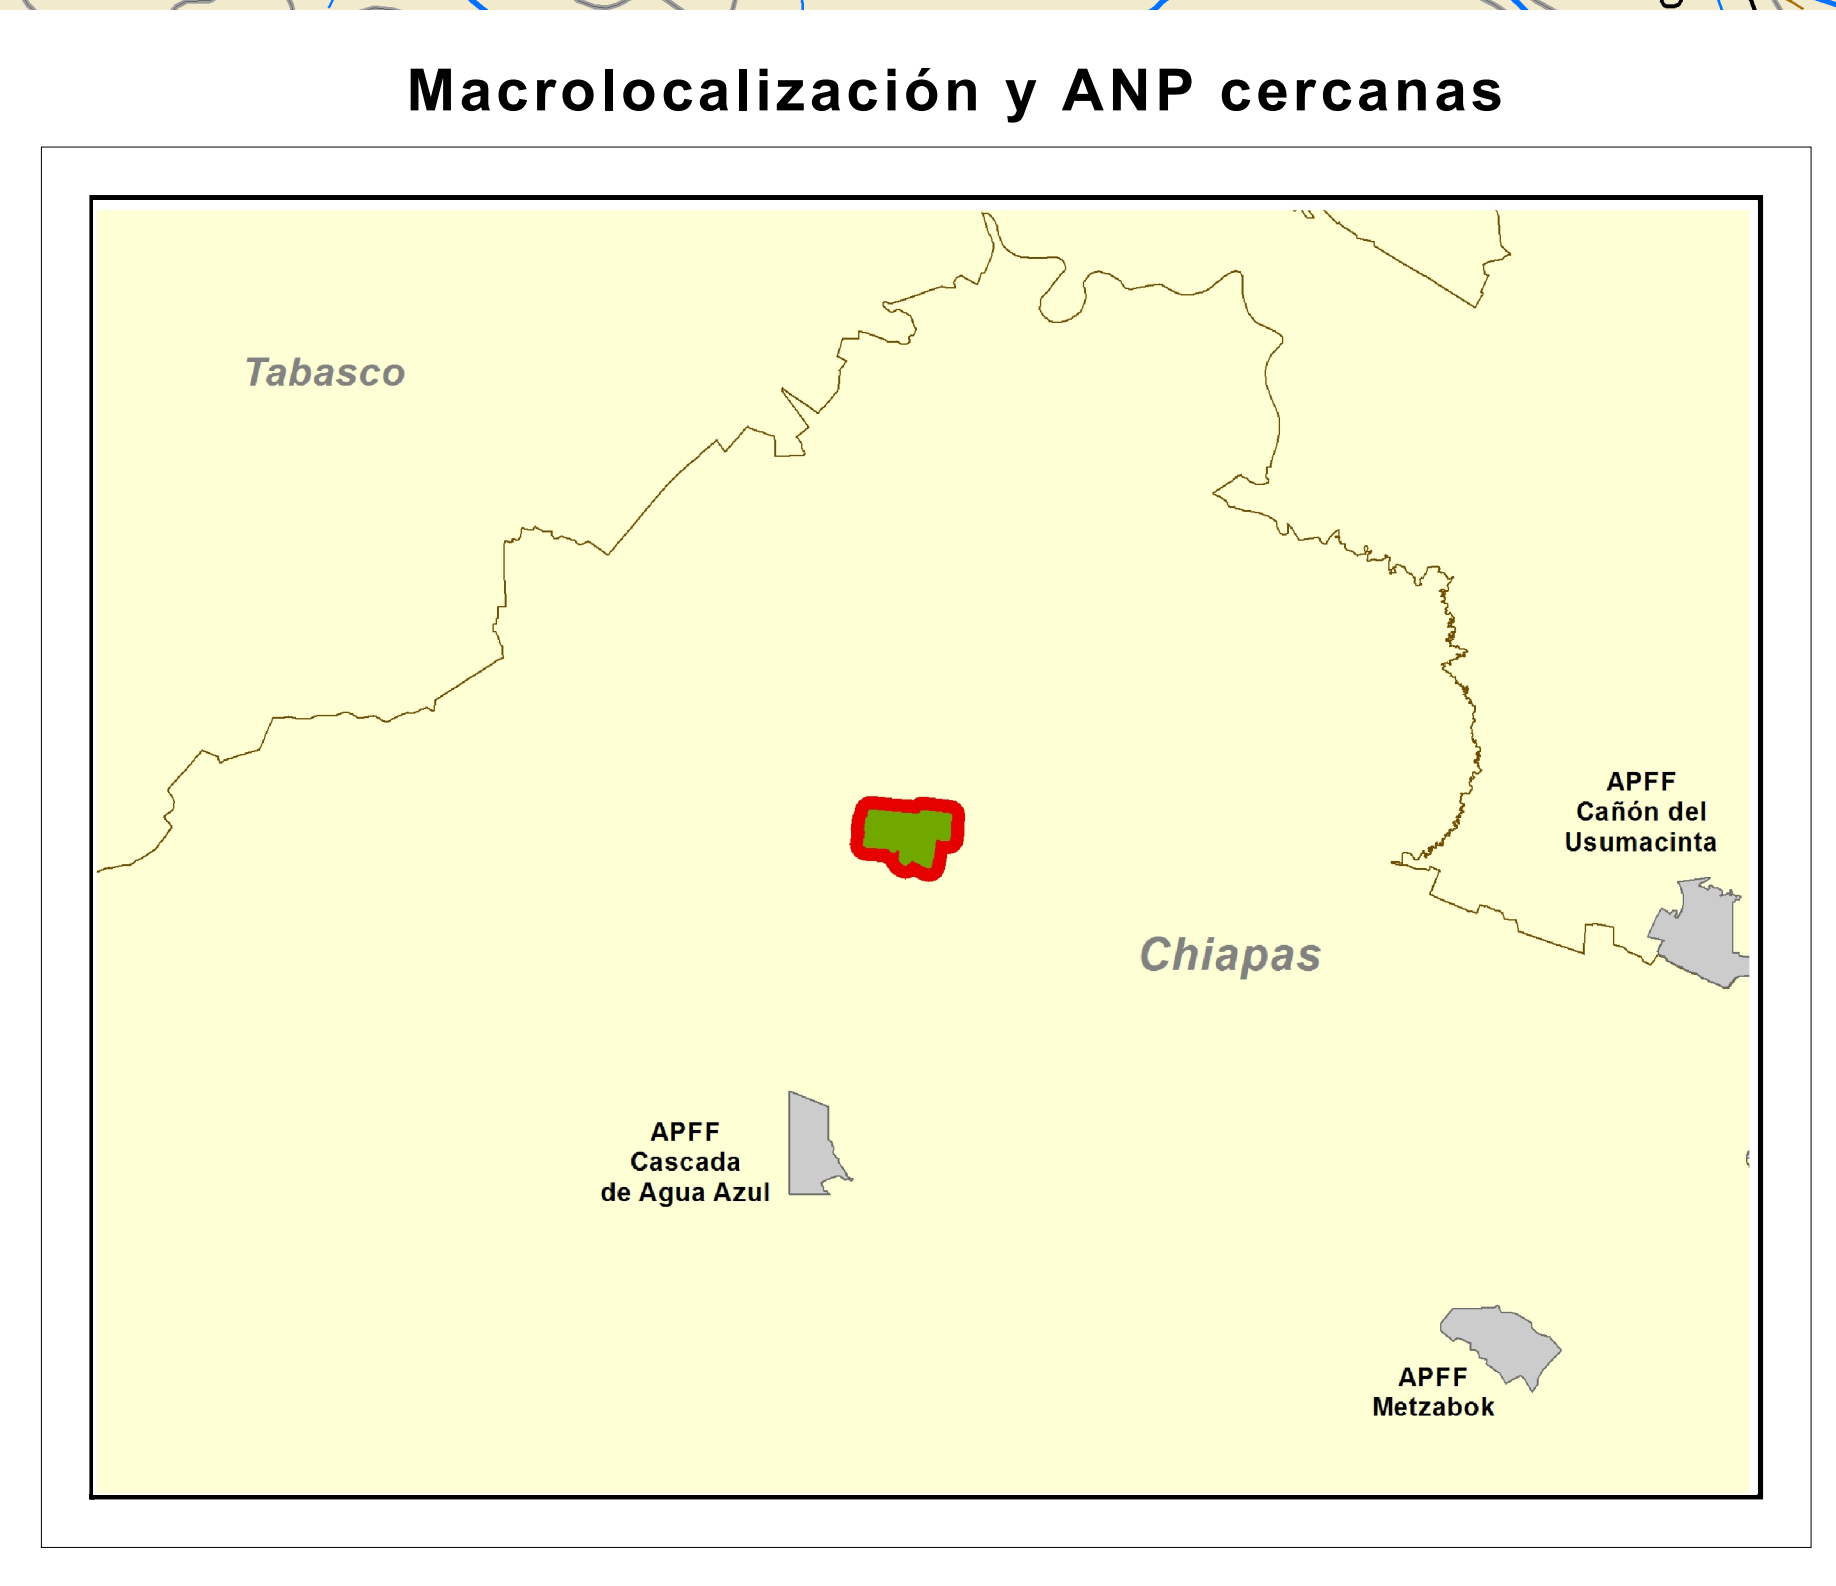 Macrolocalización y ANP cercanas
Tabasco
APFF
Cañón del
Usumacinta
Chiapas
APFF
Cascada
de Agua Azul
APFF
Metzabok